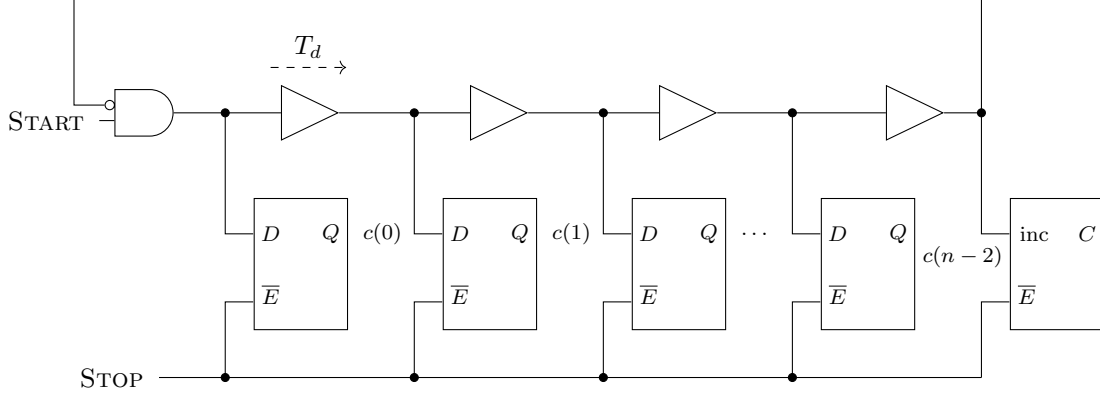 T_d
START
D Q c(0) D Q c(1) D Q ··· D Q c(n − 2) inc C
E̅ E̅ E̅ E̅ E̅
STOP